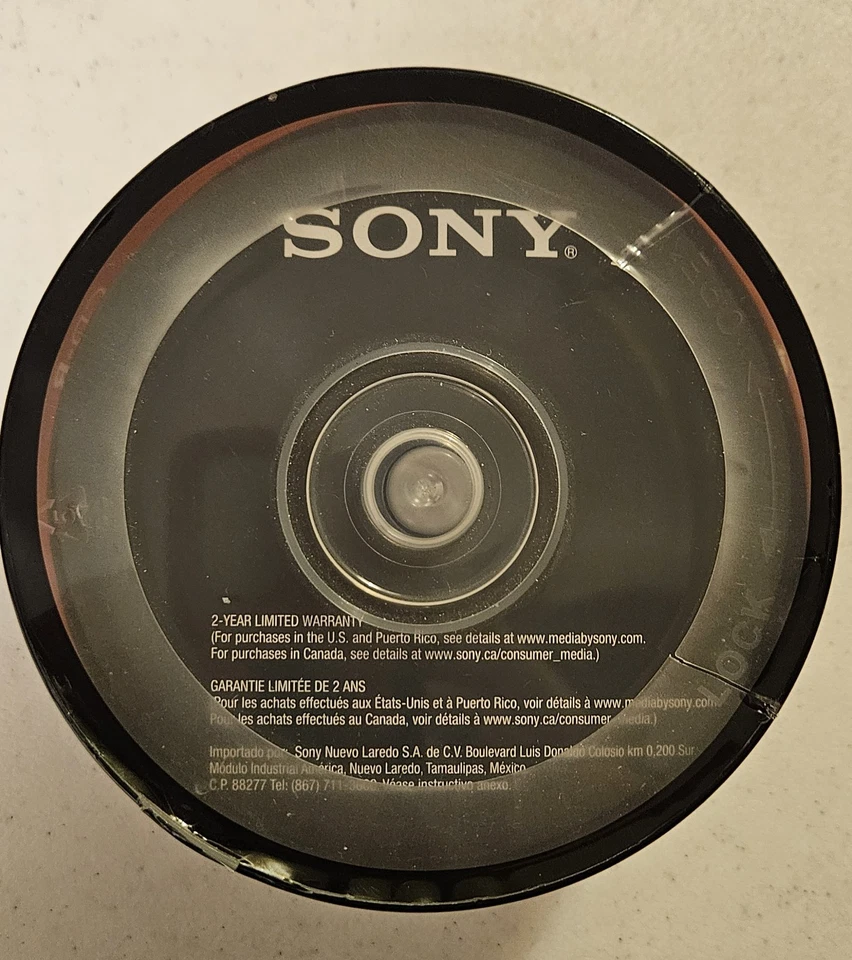 SONY®
2-YEAR LIMITED WARRANTY
(For purchases in the U.S. and Puerto Rico, see details at www.mediabysony.com.
For purchases in Canada, see details at www.sony.ca/consumer_media.)
GARANTIE LIMITÉE DE 2 ANS
(Pour les achats effectués aux États-Unis et à Puerto Rico, voir détails à www.mediabysony.com.
Pour les achats effectués au Canada, voir détails à www.sony.ca/consumer_media.)
Importado por: Sony Nuevo Laredo S.A. de C.V. Boulevard Luis Donaldo Colosio km 0,200 Sur
Módulo Industrial América, Nuevo Laredo, Tamaulipas, México
C.P. 88277 Tel: (867) Véase instructivo anexo.
LOCK